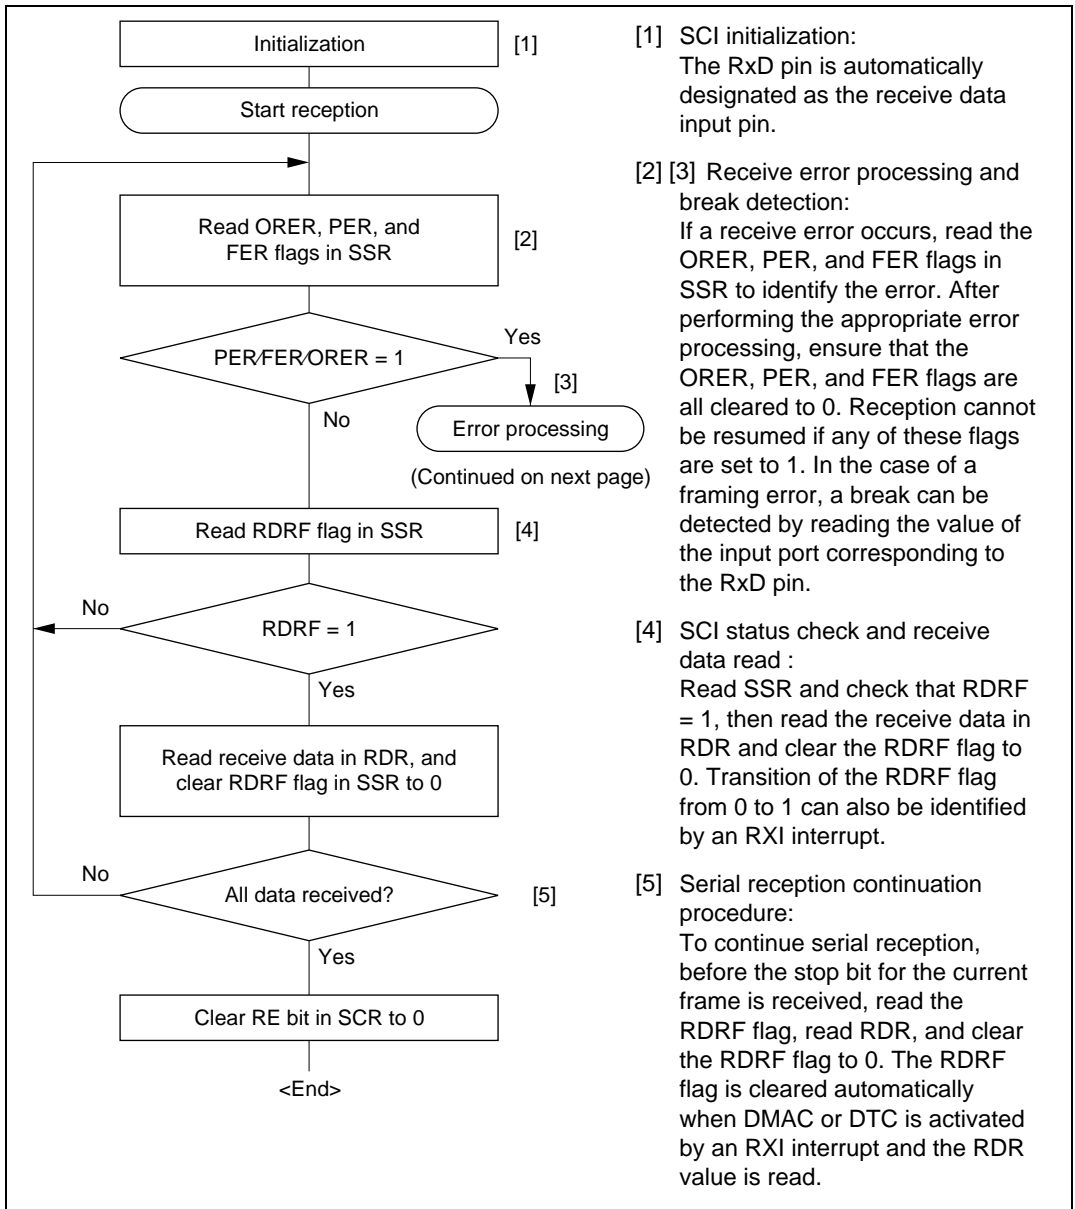 Initialization
[1]
Start reception
Read ORER, PER, and
FER flags in SSR
[2]
PER∕FER∕ORER = 1
Yes
[3]
No
Error processing
(Continued on next page)
Read RDRF flag in SSR
[4]
No
RDRF = 1
Yes
Read receive data in RDR, and
clear RDRF flag in SSR to 0
No
All data received?
[5]
Yes
Clear RE bit in SCR to 0
<End>
[1] SCI initialization:
The RxD pin is automatically
designated as the receive data
input pin.
[2] [3] Receive error processing and
break detection:
If a receive error occurs, read the
ORER, PER, and FER flags in
SSR to identify the error. After
performing the appropriate error
processing, ensure that the
ORER, PER, and FER flags are
all cleared to 0. Reception cannot
be resumed if any of these flags
are set to 1. In the case of a
framing error, a break can be
detected by reading the value of
the input port corresponding to
the RxD pin.
[4] SCI status check and receive
data read :
Read SSR and check that RDRF
= 1, then read the receive data in
RDR and clear the RDRF flag to
0. Transition of the RDRF flag
from 0 to 1 can also be identified
by an RXI interrupt.
[5] Serial reception continuation
procedure:
To continue serial reception,
before the stop bit for the current
frame is received, read the
RDRF flag, read RDR, and clear
the RDRF flag to 0. The RDRF
flag is cleared automatically
when DMAC or DTC is activated
by an RXI interrupt and the RDR
value is read.